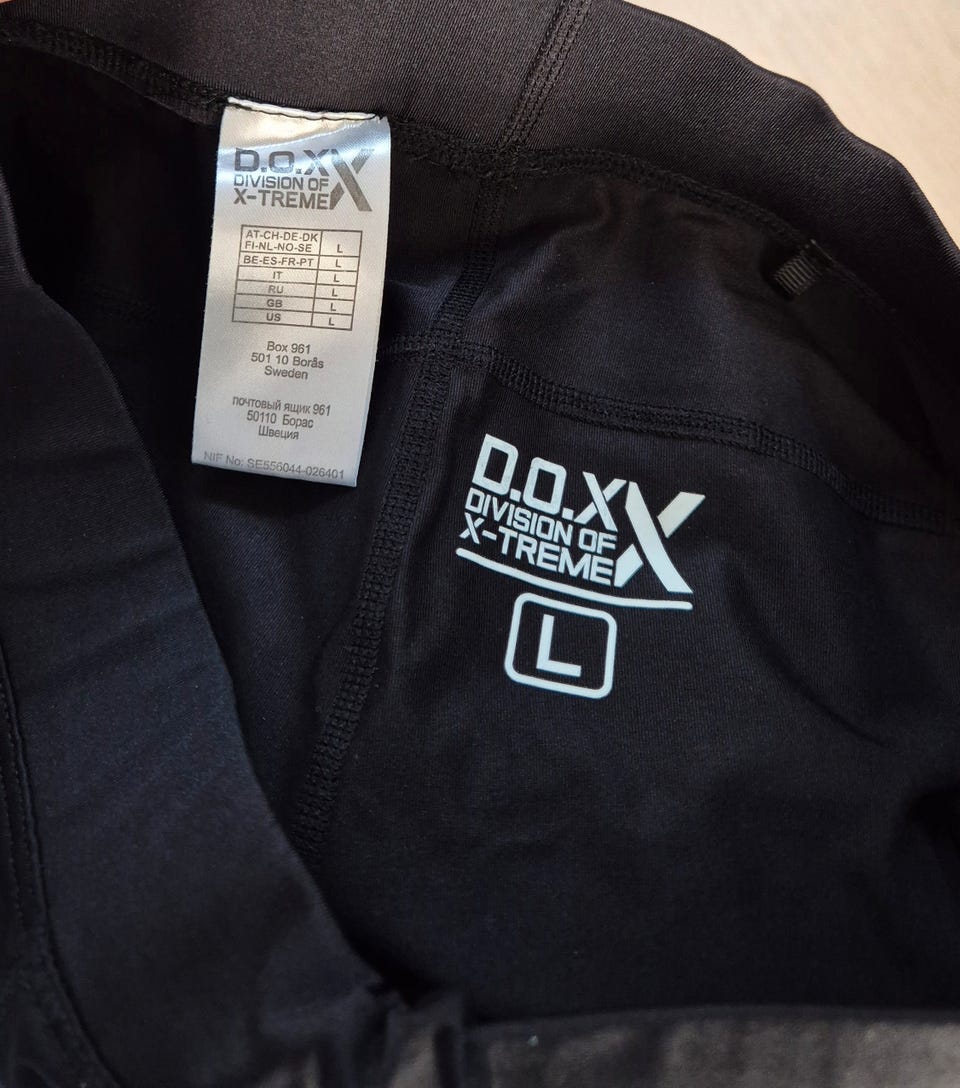 D.O.XX
DIVISION OF
X-TREME
AT-CH-DE-DK
FI-NL-NO-SE L
BE-ES-FR-PT L
IT L
RU L
GB L
US L
Box 961
501 10 Borås
Sweden
почтовый ящик 961
50110 Борас
Швеция
NIF No: SE556044-026401
D.O.XX
DIVISION OF
X-TREME
L